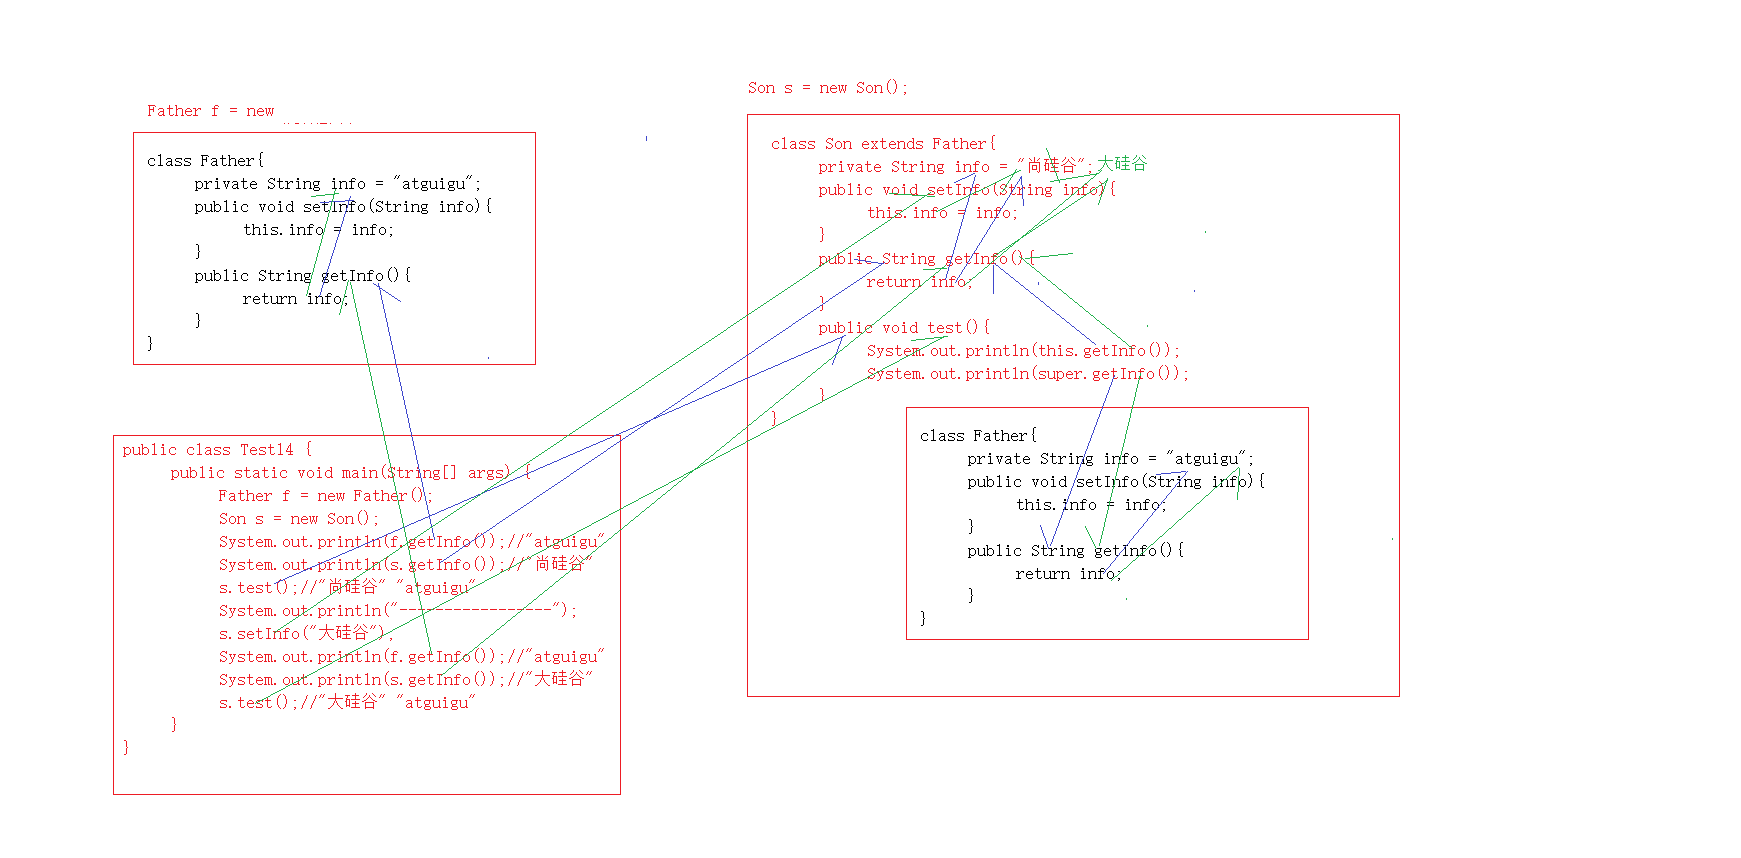 Father f = new
class Father{
private String info = "atguigu";
public void setInfo(String info){
this.info = info;
}
public String getInfo(){
return info;
}
}
Son s = new Son();
class Son extends Father{
private String info = "尚硅谷"; 大硅谷
public void setInfo(String info){
this.info = info;
}
public String getInfo(){
return info;
}
public void test(){
System.out.println(this.getInfo());
System.out.println(super.getInfo());
}
}
class Father{
private String info = "atguigu";
public void setInfo(String info){
this.info = info;
}
public String getInfo(){
return info;
}
}
public class Test14 {
public static void main(String[] args) {
Father f = new Father();
Son s = new Son();
System.out.println(f.getInfo());//"atguigu"
System.out.println(s.getInfo());//"尚硅谷"
s.test();//"尚硅谷" "atguigu"
System.out.println("-----------------");
s.setInfo("大硅谷");
System.out.println(f.getInfo());//"atguigu"
System.out.println(s.getInfo());//"大硅谷"
s.test();//"大硅谷" "atguigu"
}
}